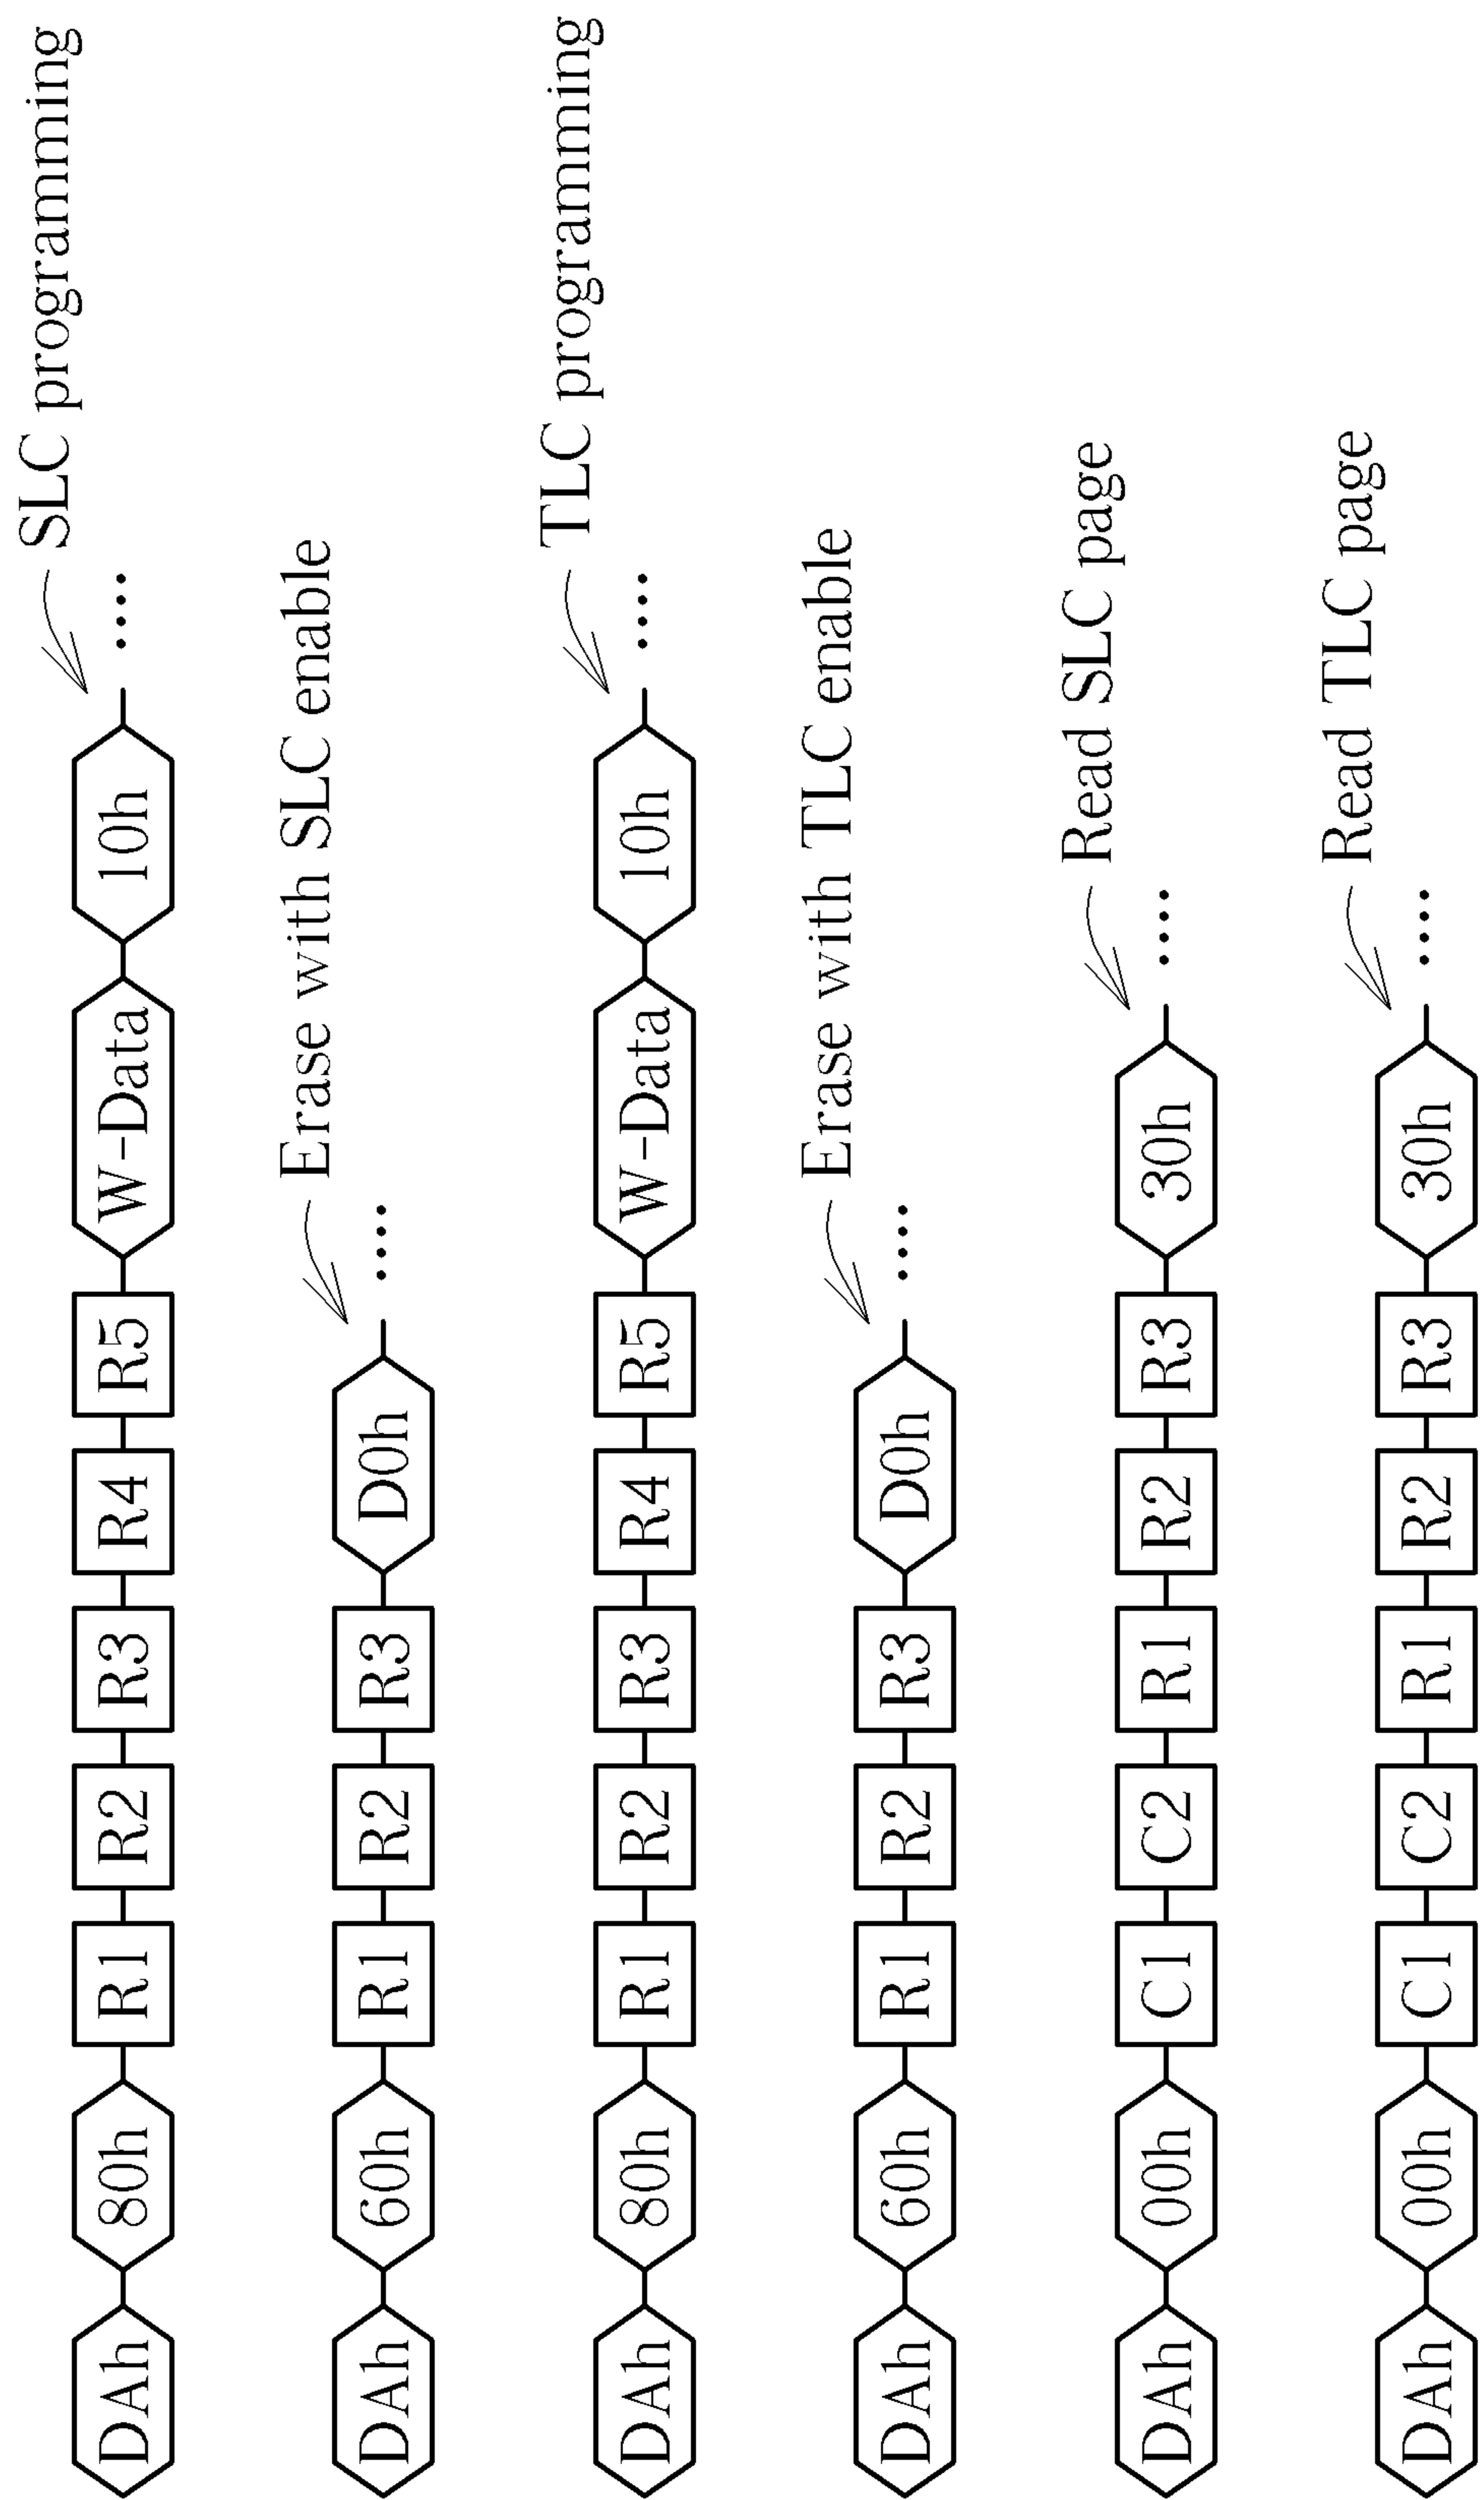 DAh 80h R1 R2 R3 R4 R5 W-Data 10h .... SLC programming
DAh 60h R1 R2 R3 D0h .... Erase with SLC enable
DAh 80h R1 R2 R3 R4 R5 W-Data 10h .... TLC programming
DAh 60h R1 R2 R3 D0h .... Erase with TLC enable
DAh 00h C1 C2 R1 R2 R3 30h .... Read SLC page
DAh 00h C1 C2 R1 R2 R3 30h .... Read TLC page